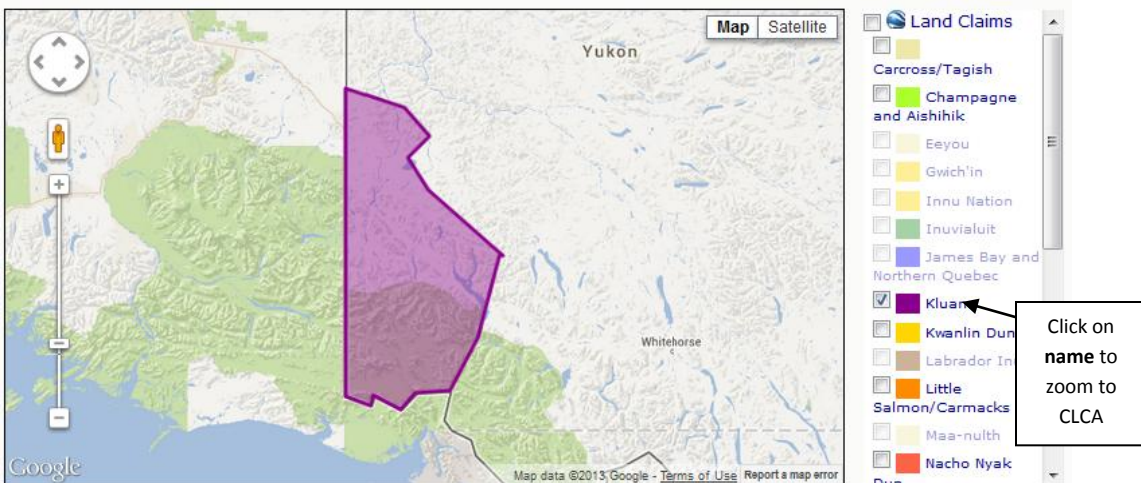 Map Satellite
Yukon
Whitehorse
Google
Map data ©2013 Google - Terms of Use Report a map error
Land Claims
Carcross/Tagish
Champagne
and Aishihik
Eeyou
Gwich'in
Innu Nation
Inuvialuit
James Bay and
Northern Quebec
Kluan
Kwanlin Dun
Labrador In
Little
Salmon/Carmacks
Maa-nulth
Nacho Nyak
Click on
name to
zoom to
CLCA